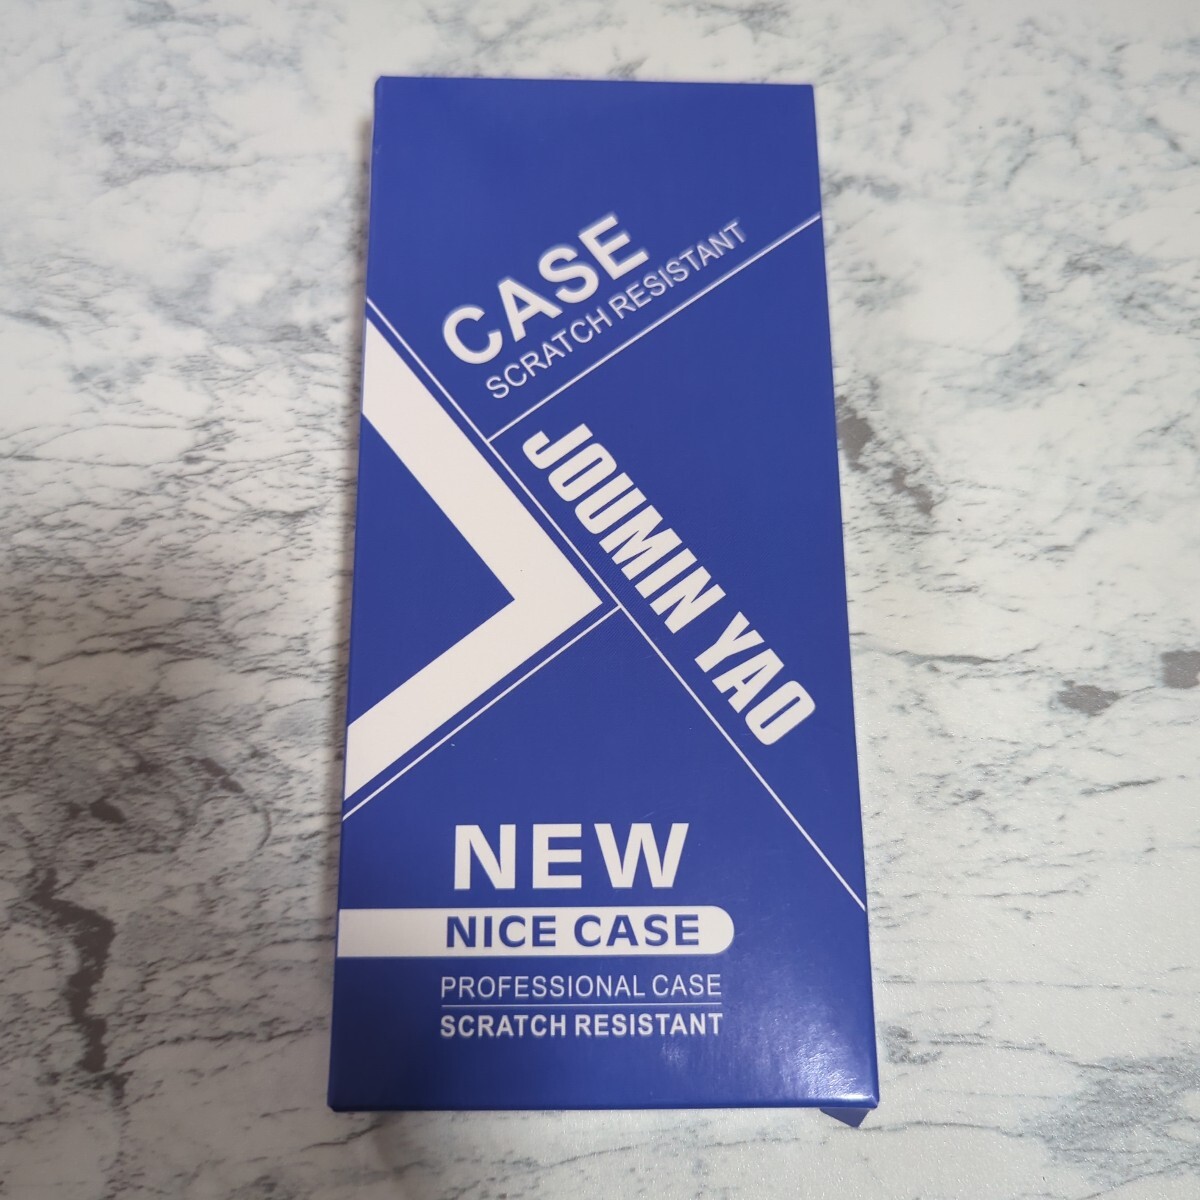 CASE
SCRATCH RESISTANT
JOUMIN YAO
NEW
NICE CASE
PROFESSIONAL CASE
SCRATCH RESISTANT